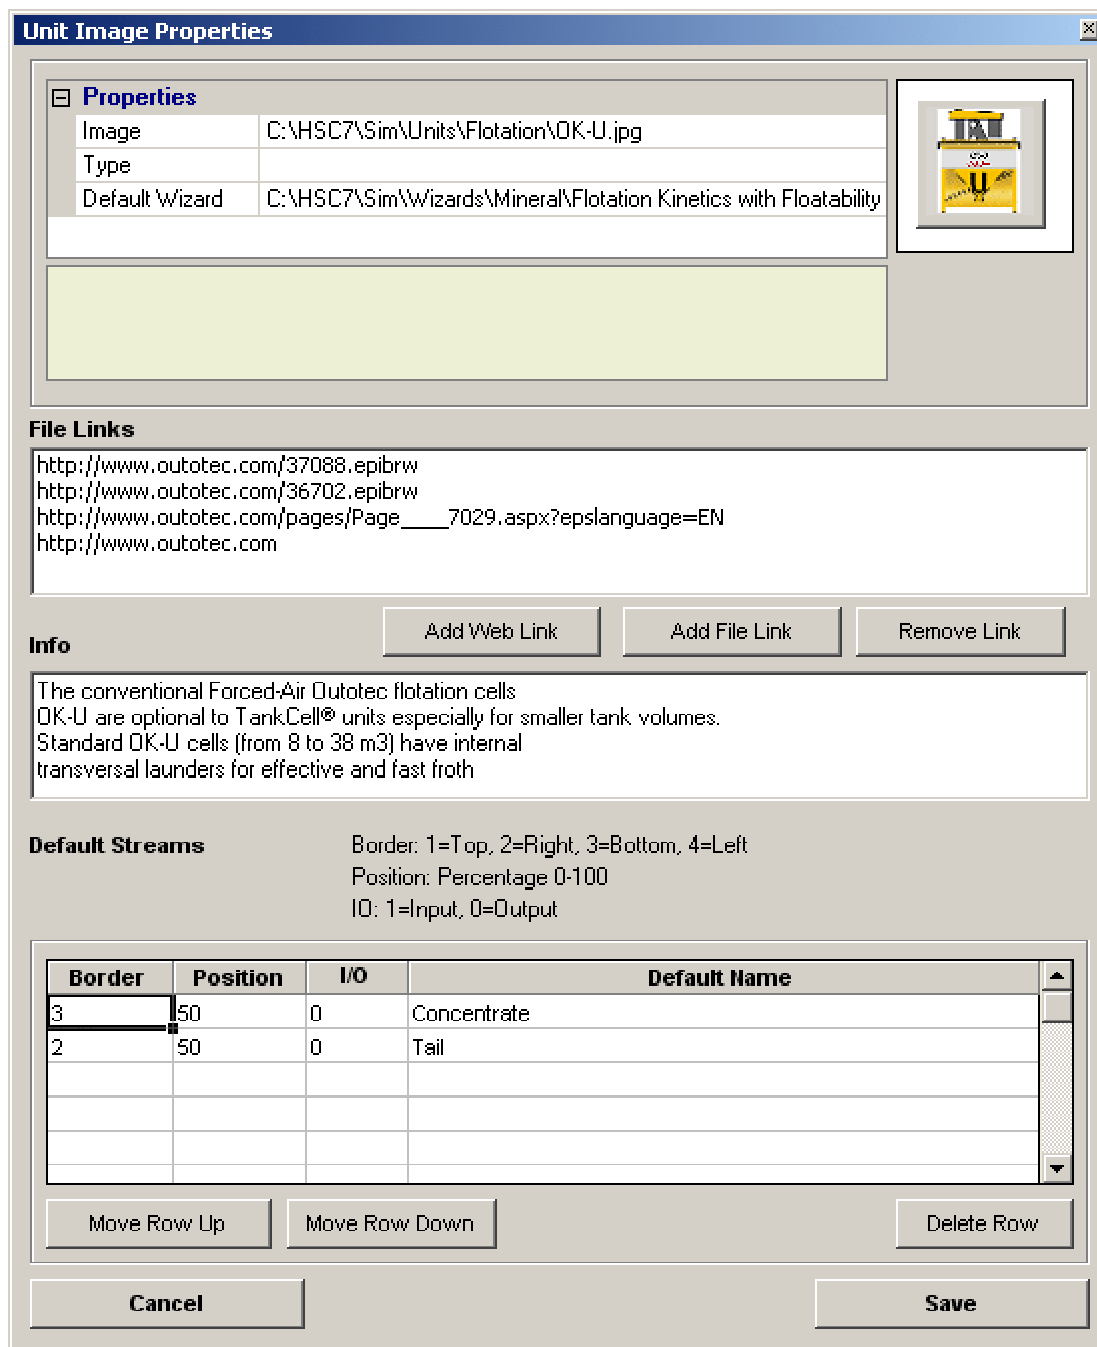 Unit Image Properties
Properties
Image C:\HSC7\Sim\Units\Flotation\OK-U.jpg
Type
Default Wizard C:\HSC7\Sim\Wizards\Mineral\Flotation Kinetics with Floatability
File Links
http://www.outotec.com/37088.epibrw
http://www.outotec.com/36702.epibrw
http://www.outotec.com/pages/Page____7029.aspx?epslanguage=EN
http://www.outotec.com
Add Web Link Add File Link Remove Link
Info
The conventional Forced-Air Outotec flotation cells
OK-U are optional to TankCell® units especially for smaller tank volumes.
Standard OK-U cells (from 8 to 38 m3) have internal
transversal launders for effective and fast froth
Default Streams Border: 1=Top, 2=Right, 3=Bottom, 4=Left
Position: Percentage 0-100
IO: 1=Input, 0=Output
Border Position I/O Default Name
3 50 0 Concentrate
2 50 0 Tail
Move Row Up Move Row Down Delete Row
Cancel Save